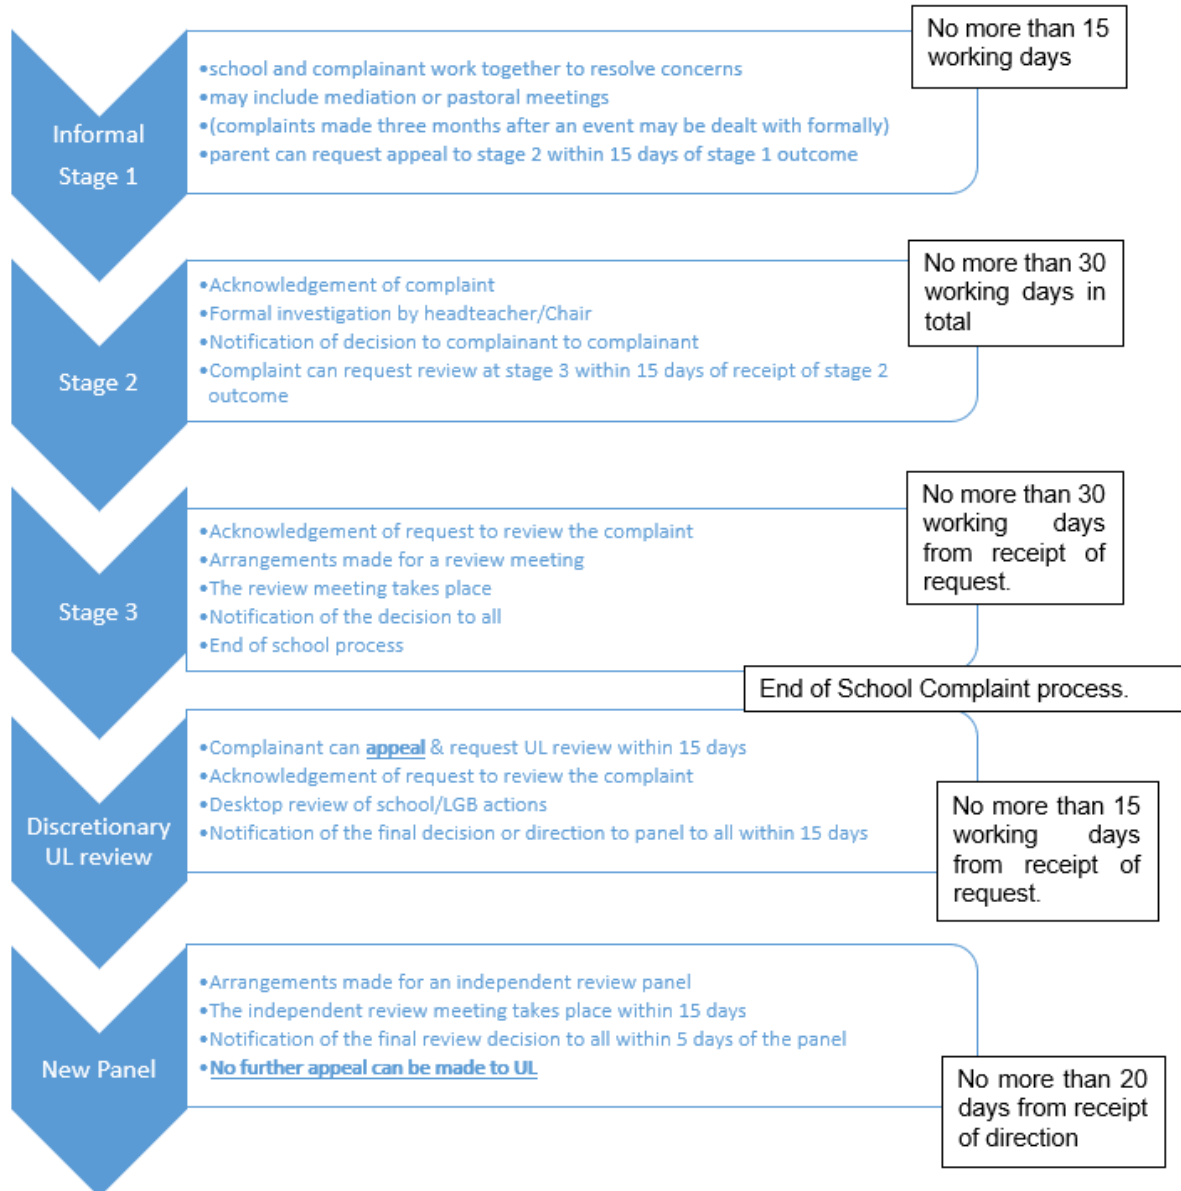 No more than 15
working days
Informal
Stage 1
•school and complainant work together to resolve concerns
•may include mediation or pastoral meetings
•(complaints made three months after an event may be dealt with formally)
•parent can request appeal to stage 2 within 15 days of stage 1 outcome
No more than 30
working days in
total
Stage 2
•Acknowledgement of complaint
•Formal investigation by headteacher/Chair
•Notification of decision to complainant to complainant
•Complaint can request review at stage 3 within 15 days of receipt of stage 2
outcome
No more than 30
working days
from receipt of
request.
Stage 3
•Acknowledgement of request to review the complaint
•Arrangements made for a review meeting
•The review meeting takes place
•Notification of the decision to all
•End of school process
End of School Complaint process.
Discretionary
UL review
•Complainant can appeal & request UL review within 15 days
•Acknowledgement of request to review the complaint
•Desktop review of school/LGB actions
•Notification of the final decision or direction to panel to all within 15 days
No more than 15
working days
from receipt of
request.
New Panel
•Arrangements made for an independent review panel
•The independent review meeting takes place within 15 days
•Notification of the final review decision to all within 5 days of the panel
•No further appeal can be made to UL
No more than 20
days from receipt
of direction